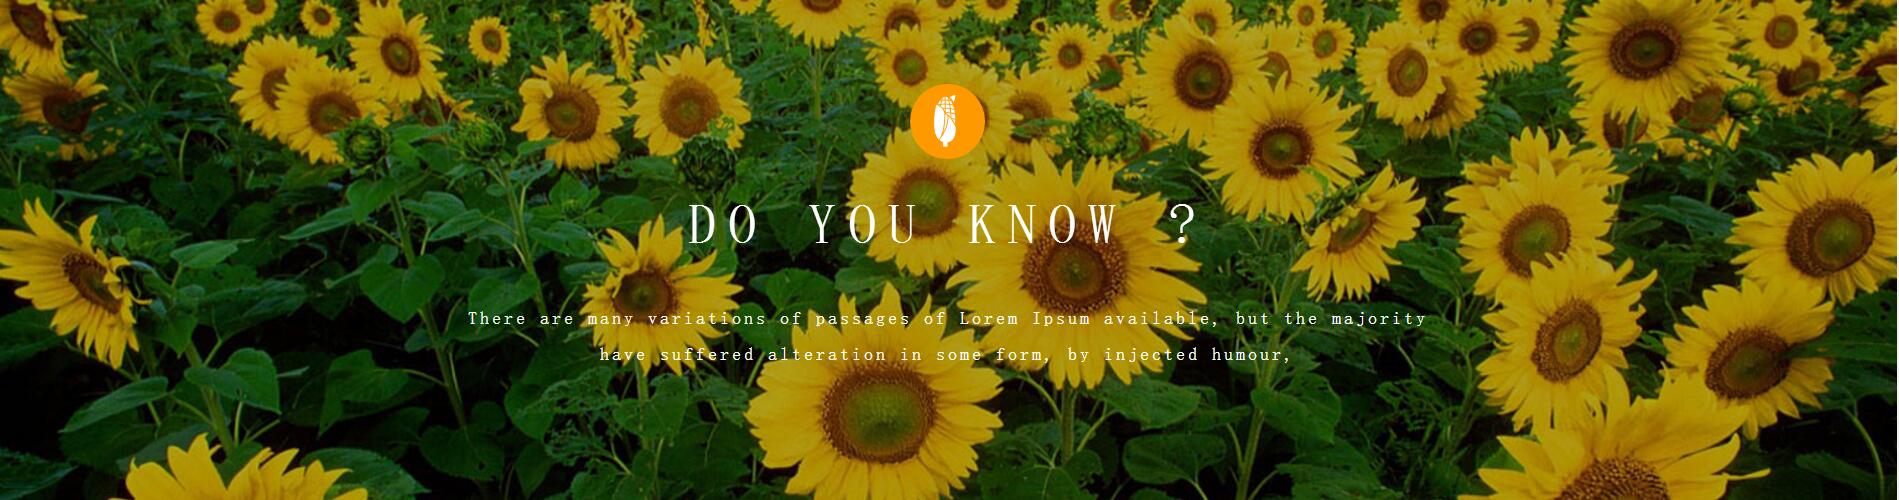 DO YOU KNOW ?
There are many variations of passages of Lorem Ipsum available, but the majority
have suffered alteration in some form, by injected humour,